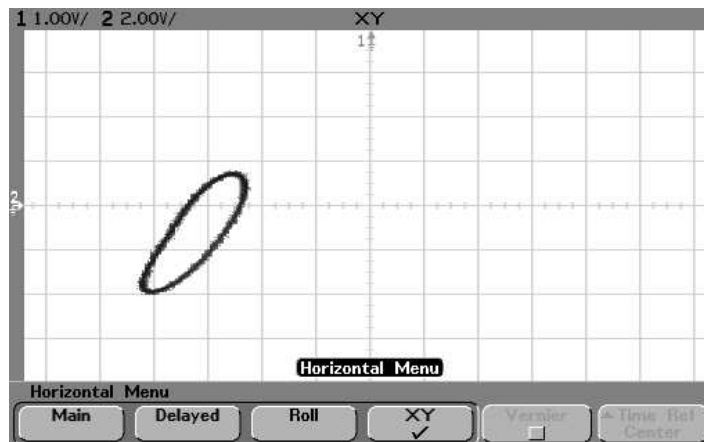 1 1.00V/ 2 2.00V/ XY
1
2
Horizontal Menu
Horizontal Menu
Main Delayed Roll XY Vernier Time Ref
Center